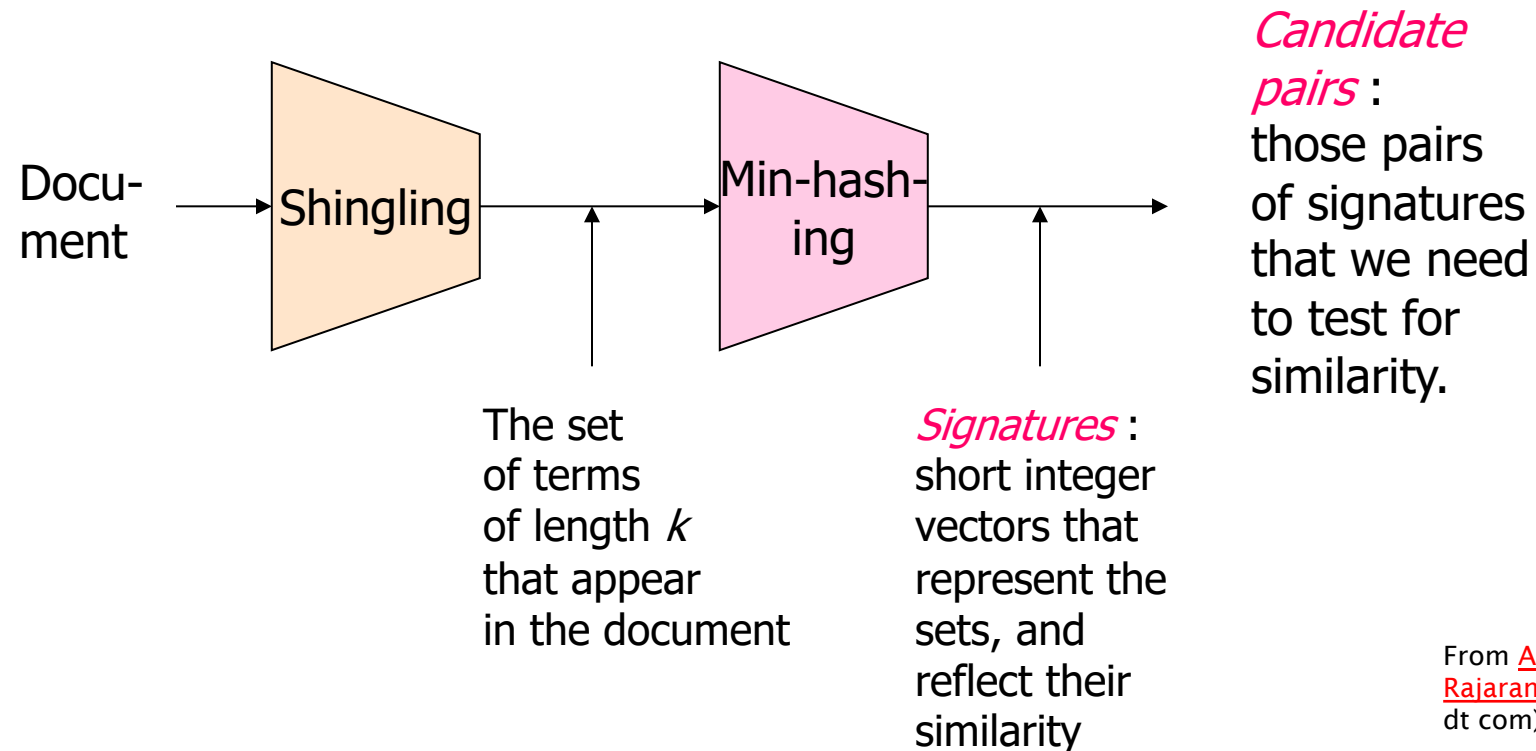 Docu-
ment
Shingling
Min-hash-
ing
Candidate
pairs :
those pairs
of signatures
that we need
to test for
similarity.
The set
of terms
of length k
that appear
in the document
Signatures :
short integer
vectors that
represent the
sets, and
reflect their
similarity
From
dt com)